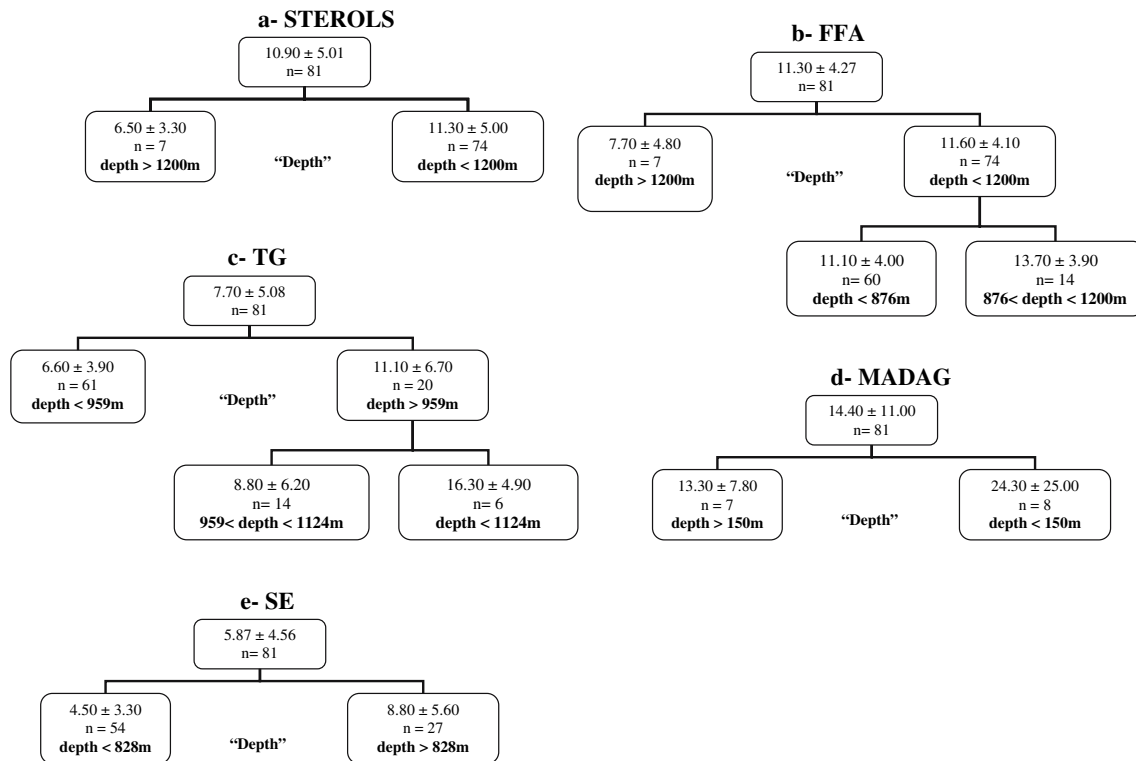 a- STEROLS
10.90 ± 5.01
n= 81
6.50 ± 3.30
n = 7
depth > 1200m
“Depth”
11.30 ± 5.00
n = 74
depth < 1200m
b- FFA
11.30 ± 4.27
n= 81
7.70 ± 4.80
n = 7
depth > 1200m
“Depth”
11.60 ± 4.10
n = 74
depth < 1200m
11.10 ± 4.00
n= 60
depth < 876m
13.70 ± 3.90
n= 14
876< depth < 1200m
c- TG
7.70 ± 5.08
n= 81
6.60 ± 3.90
n = 61
depth < 959m
“Depth”
11.10 ± 6.70
n = 20
depth > 959m
8.80 ± 6.20
n= 14
959< depth < 1124m
16.30 ± 4.90
n= 6
depth < 1124m
d- MADAG
14.40 ± 11.00
n= 81
13.30 ± 7.80
n = 7
depth > 150m
“Depth”
24.30 ± 25.00
n = 8
depth < 150m
e- SE
5.87 ± 4.56
n= 81
4.50 ± 3.30
n = 54
depth < 828m
“Depth”
8.80 ± 5.60
n = 27
depth > 828m